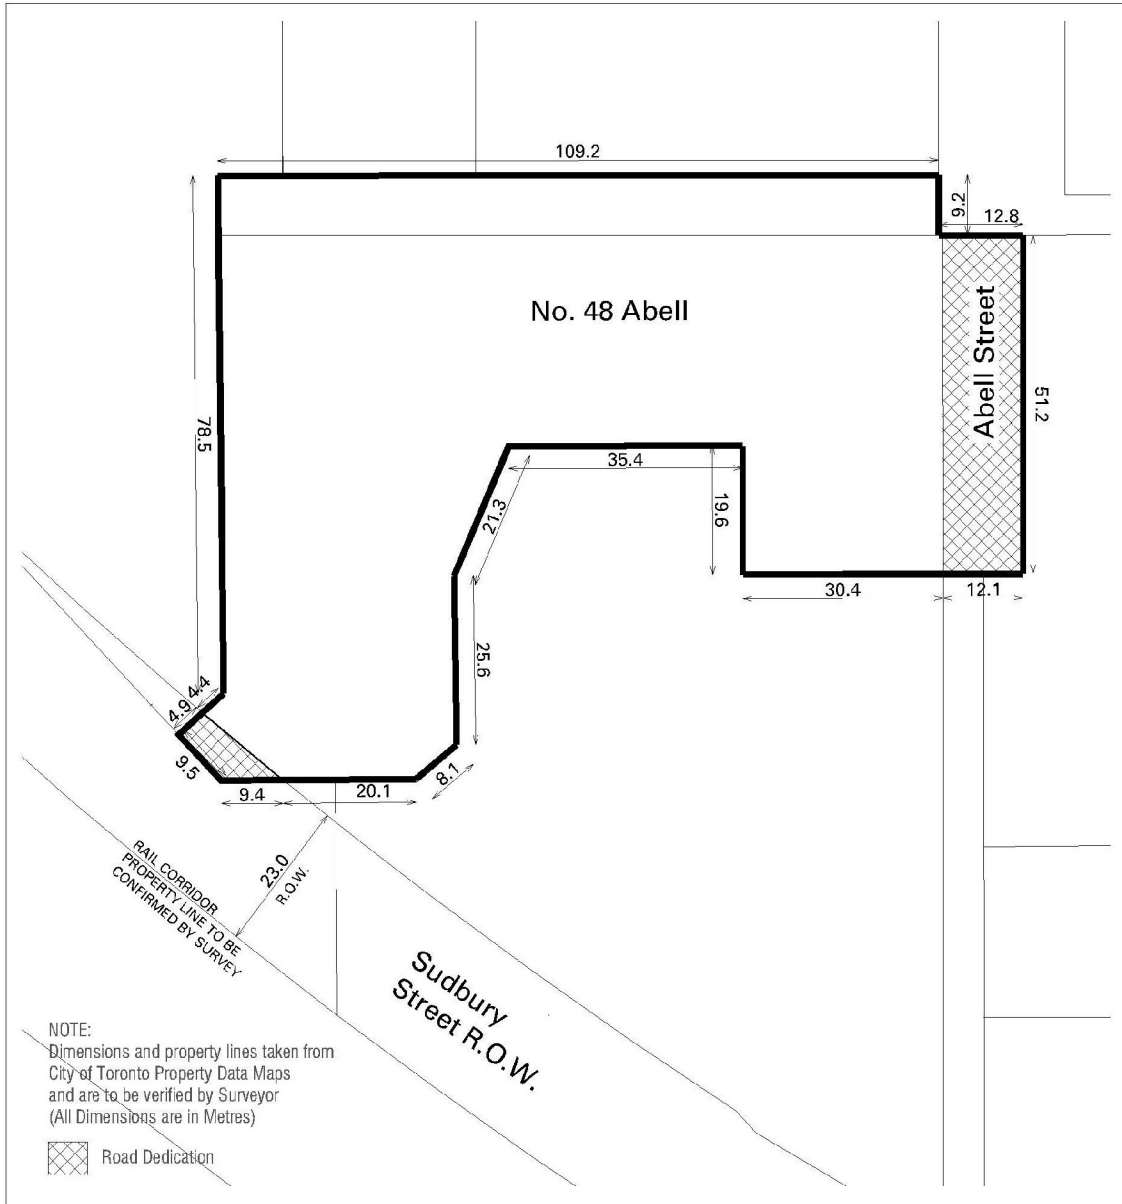 109.2
9.2
12.8
No. 48 Abell
Abell Street
51.2
78.5
35.4
21.3
19.6
30.4
12.1
25.6
4.4
4.9
9.5
8.1
9.4
20.1
23.0
R.O.W.
RAIL CORRIDOR
PROPERTY LINE TO BE
CONFIRMED BY SURVEY
Sudbury
Street R.O.W.
NOTE:
Dimensions and property lines taken from
City of Toronto Property Data Maps
and are to be verified by Surveyor
(All Dimensions are in Metres)
Road Dedication